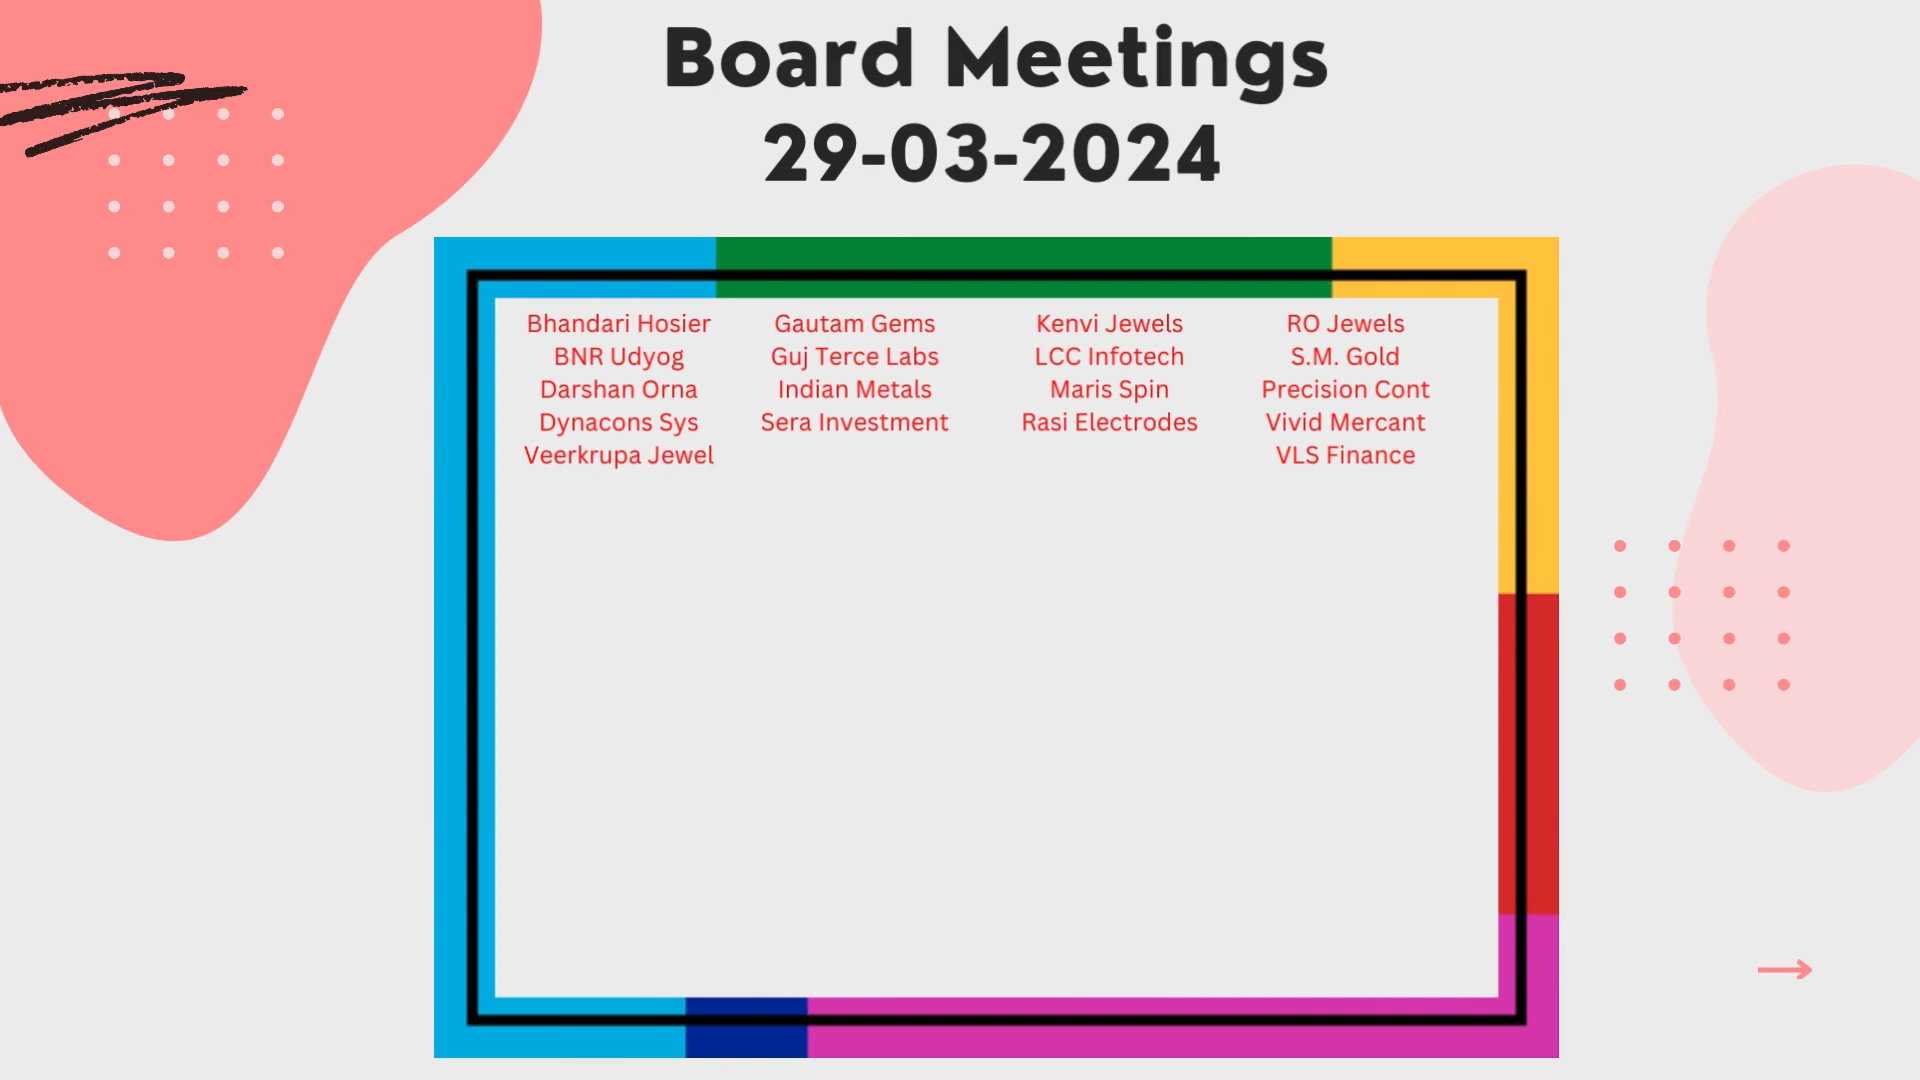 Board Meetings
29-03-2024
Bhandari Hosier
BNR Udyog
Darshan Orna
Dynacons Sys
Veerkrupa Jewel
Gautam Gems
Guj Terce Labs
Indian Metals
Sera Investment
Kenvi Jewels
LCC Infotech
Maris Spin
Rasi Electrodes
RO Jewels
S.M. Gold
Precision Cont
Vivid Mercant
VLS Finance